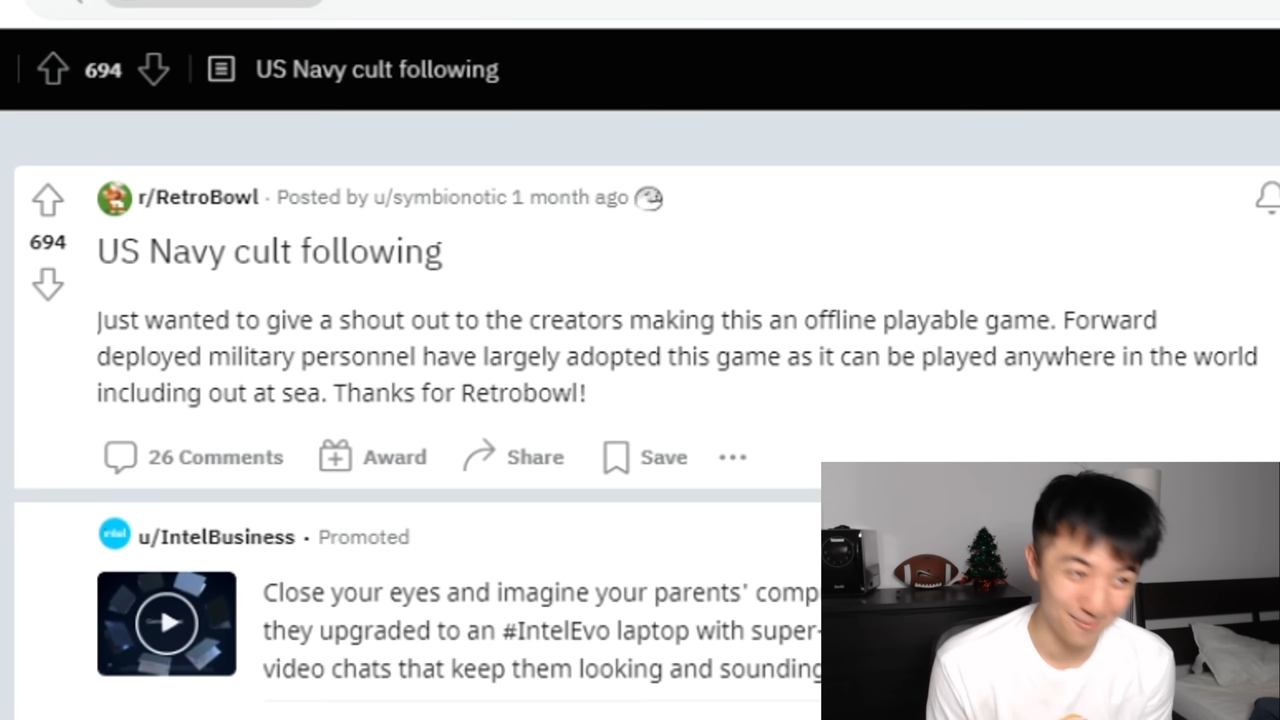 694 US Navy cult following
r/RetroBowl · Posted by u/symbionotic 1 month ago
694
US Navy cult following
Just wanted to give a shout out to the creators making this an offline playable game. Forward
deployed military personnel have largely adopted this game as it can be played anywhere in the world
including out at sea. Thanks for Retrobowl!
26 Comments Award Share Save
intel
u/IntelBusiness · Promoted
Close your eyes and imagine your parents' comp
they upgraded to an #IntelEvo laptop with super-
video chats that keep them looking and sounding